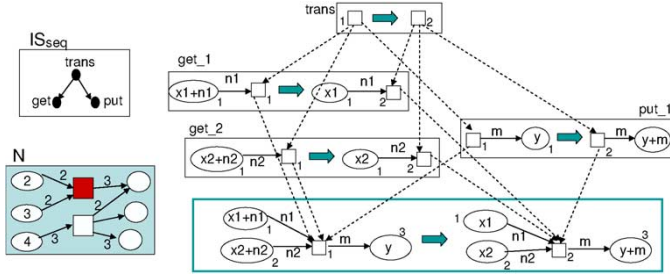 trans
1
2
IS_seq
trans
get
put
get_1
x1+n1
1
n1
1
x1
1
n1
2
put_1
1
m
y
1
2
m
y+m
get_2
x2+n2
1
n2
1
x2
1
n2
2
N
2
2
3
3
2
2
4
3
3
x1+n1
1
n1
x2+n2
2
n2
1
m
y
3
1
x1
n1
x2
2
n2
2
m
y+m
3